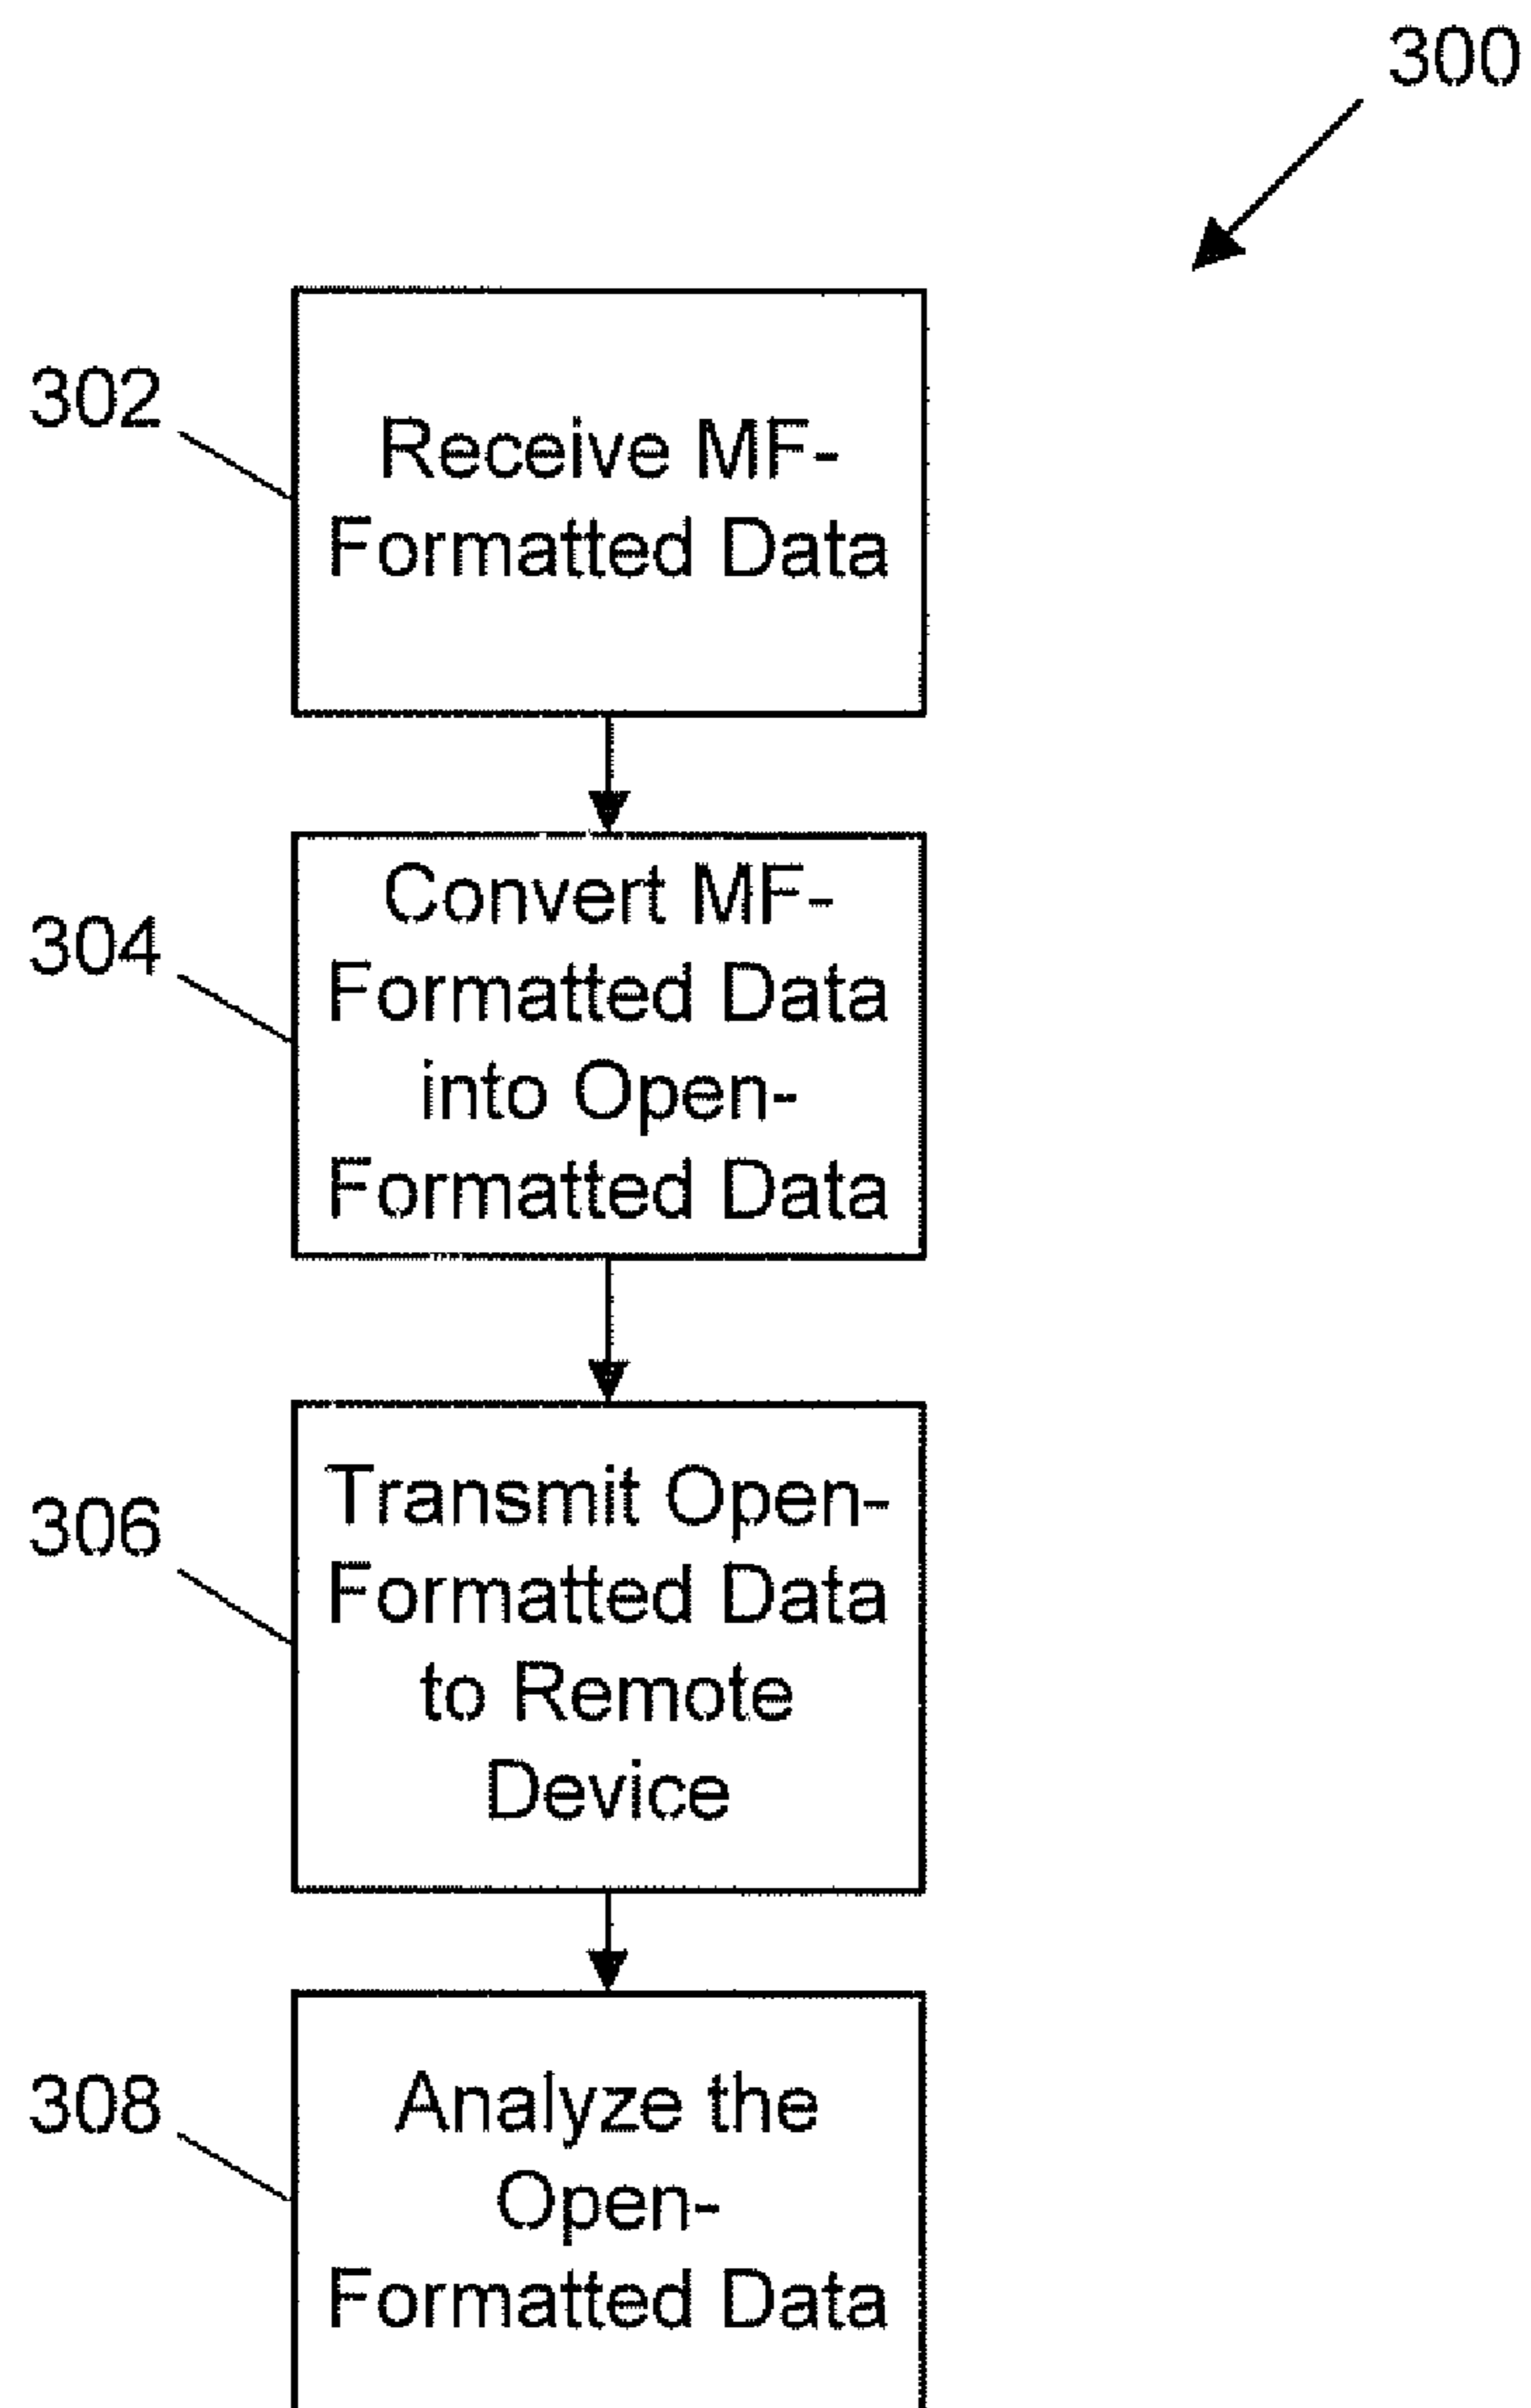 300
302
Receive MF-
Formatted Data
304
Convert MF-
Formatted Data
into Open-
Formatted Data
306
Transmit Open-
Formatted Data
to Remote
Device
308
Analyze the
Open-
Formatted Data